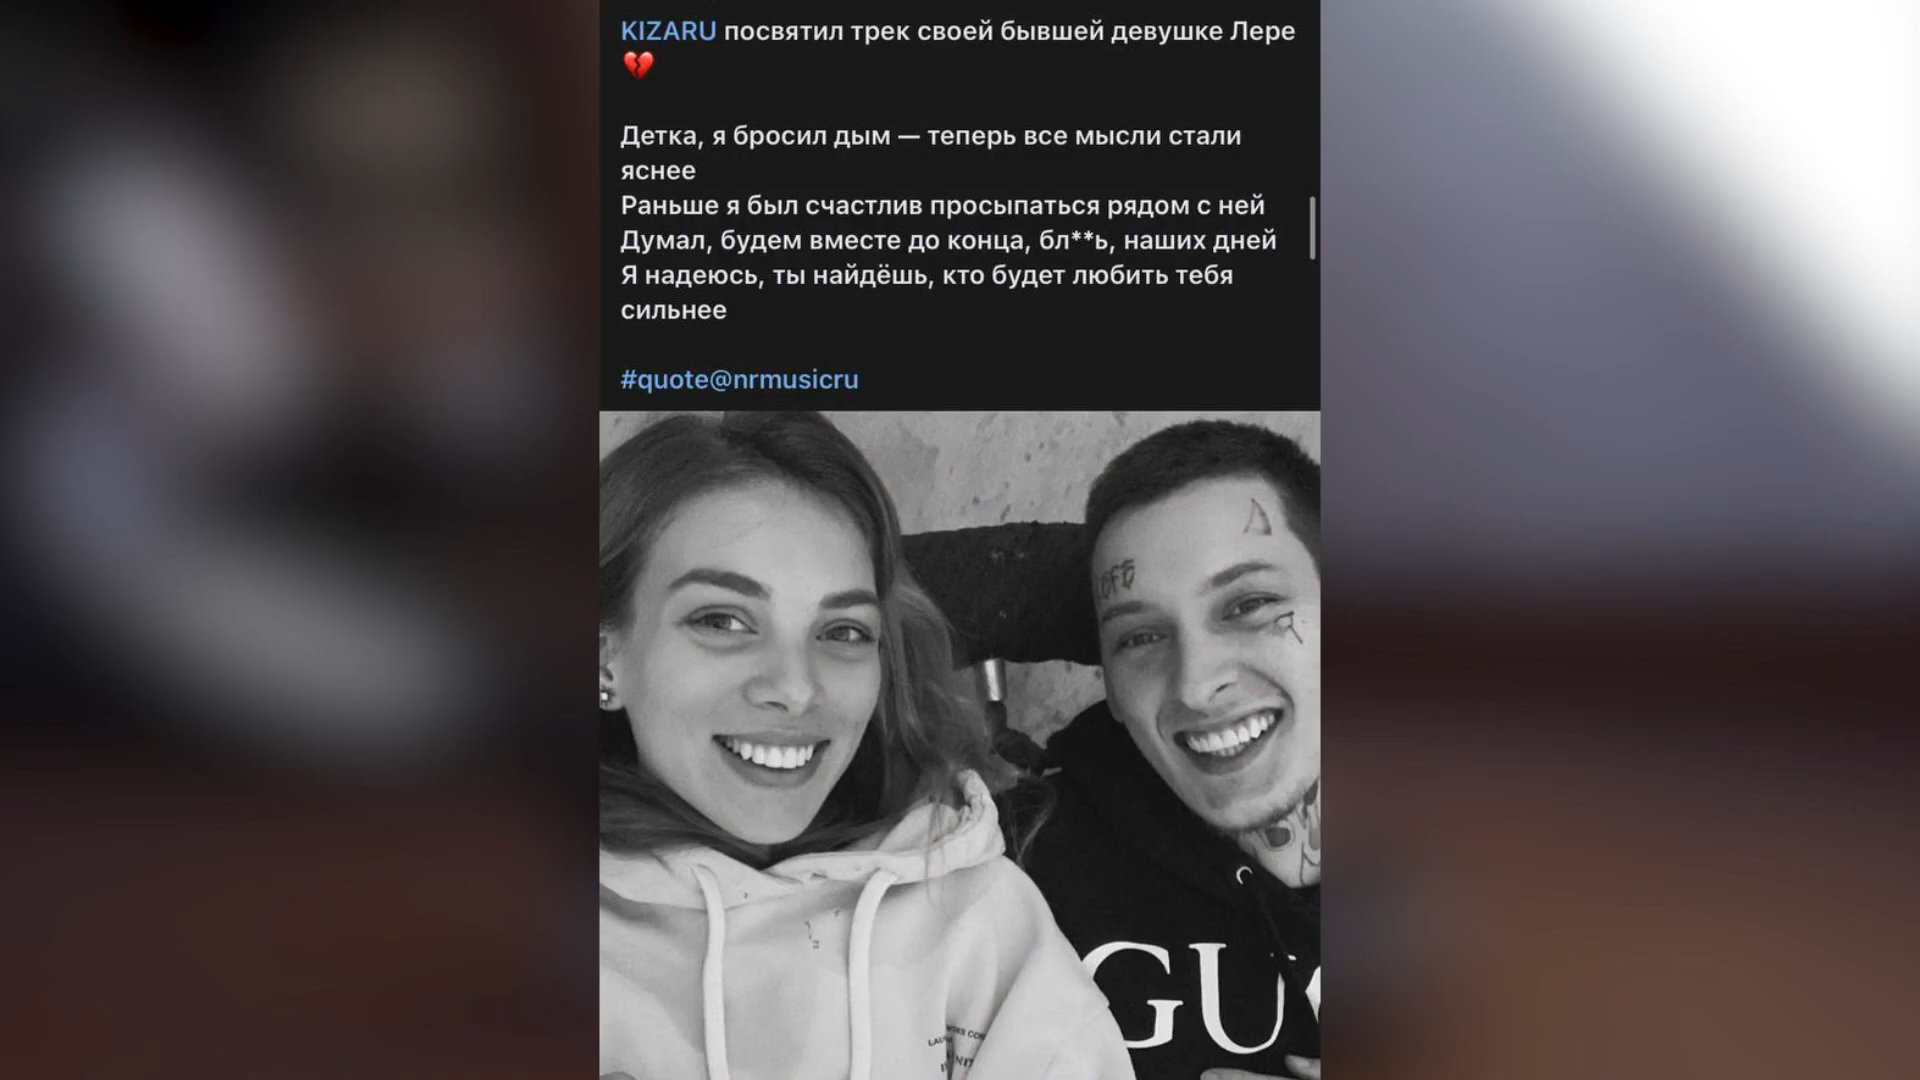 KIZARU посвятил трек своей бывшей девушке Лере
💔
Детка, я бросил дым — теперь все мысли стали
яснее
Раньше я был счастлив просыпаться рядом с ней
Думал, будем вместе до конца, бл**ь, наших дней
Я надеюсь, ты найдёшь, кто будет любить тебя
сильнее
#quote@nrmusicru
GU